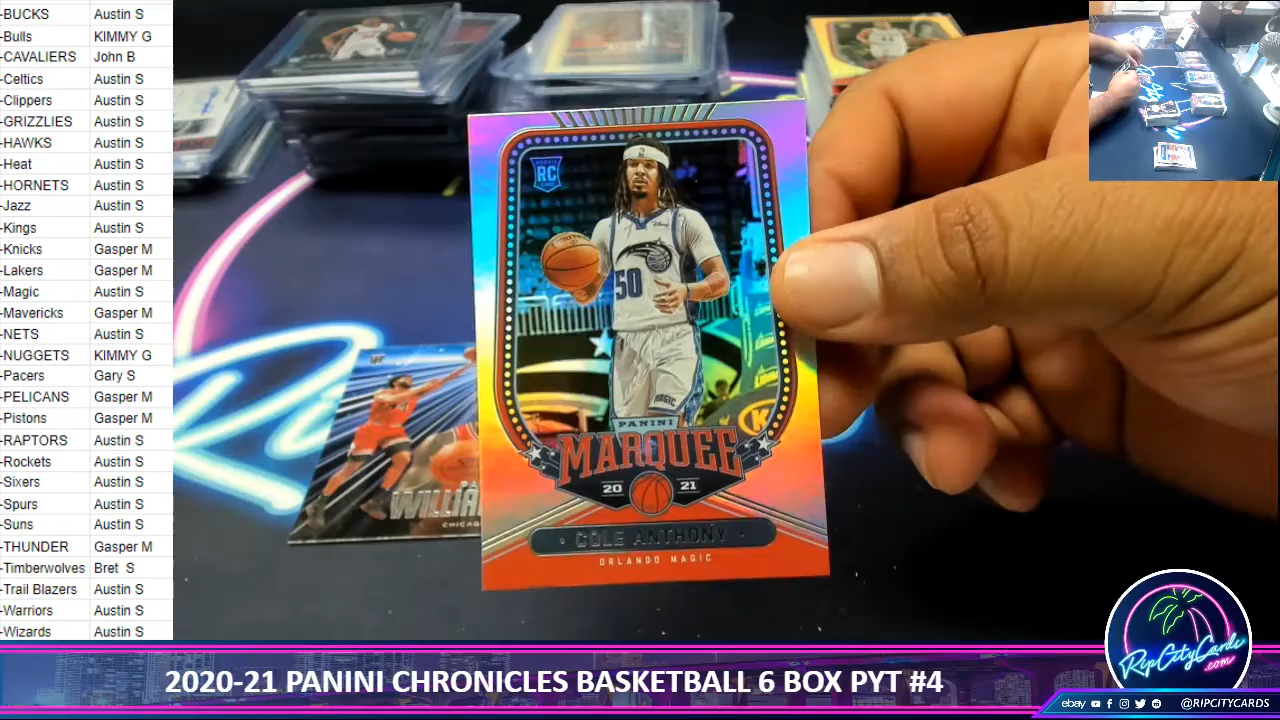 -BUCKS Austin S
-Bulls KIMMY G
-CAVALIERS John B
-Celtics Austin S
-Clippers Austin S
-GRIZZLIES Austin S
-HAWKS Austin S
-Heat Austin S
-HORNETS Austin S
-Jazz Austin S
-Kings Austin S
-Knicks Gasper M
-Lakers Gasper M
-Magic Austin S
-Mavericks Gasper M
-NETS Austin S
-NUGGETS KIMMY G
-Pacers Gary S
-PELICANS Gasper M
-Pistons Gasper M
-RAPTORS Austin S
-Rockets Austin S
-Sixers Austin S
-Spurs Austin S
-Suns Austin S
-THUNDER Gasper M
-Timberwolves Bret S
-Trail Blazers Austin S
-Warriors Austin S
-Wizards Austin S
RC
50
MAGIC
PANINI
MARQUEE
20 21
COLE ANTHONY
ORLANDO MAGIC
RipCityCards
.com
2020-21 PANINI CHRONICLES BASKETBALL 6 BOX PYT #4
ebay @RIPCITYCARDS